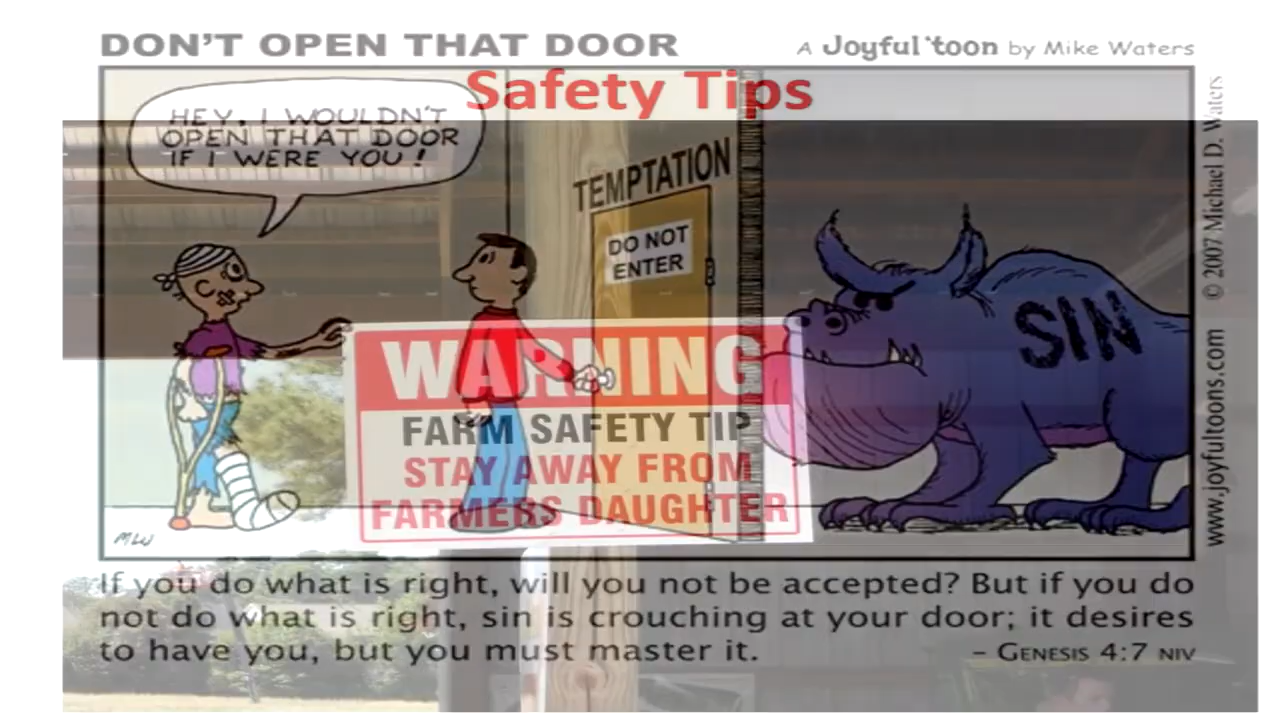 DON'T OPEN THAT DOOR
A Joyful 'toon by Mike Waters
Safety Tips
HEY, I WOULDN'T
OPEN THAT DOOR
IF I WERE YOU!
TEMPTATION
DO NOT
ENTER
SIN
WARNING
FARM SAFETY TIP
STAY AWAY FROM
FARMERS DAUGHTER
MLW
www.joyfultoons.com © 2007 Michael D. Waters
If you do what is right, will you not be accepted? But if you do
not do what is right, sin is crouching at your door; it desires
to have you, but you must master it.
– GENESIS 4:7 NIV